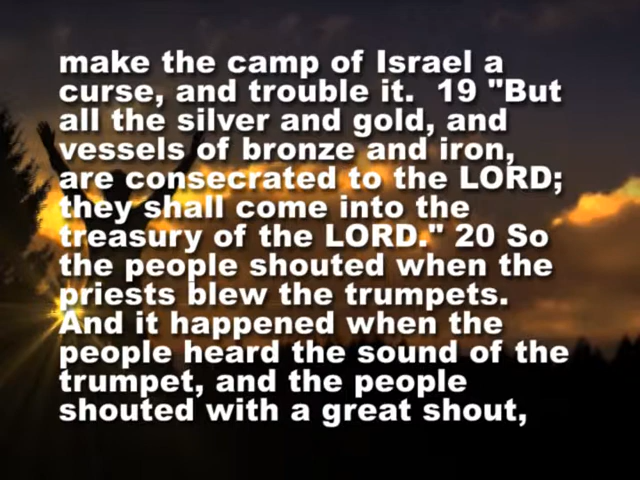 make the camp of Israel a
curse, and trouble it.  19 "But
all the silver and gold, and
vessels of bronze and iron,
are consecrated to the LORD;
they shall come into the
treasury of the LORD." 20 So
the people shouted when the
priests blew the trumpets.
And it happened when the
people heard the sound of the
trumpet, and the people
shouted with a great shout,